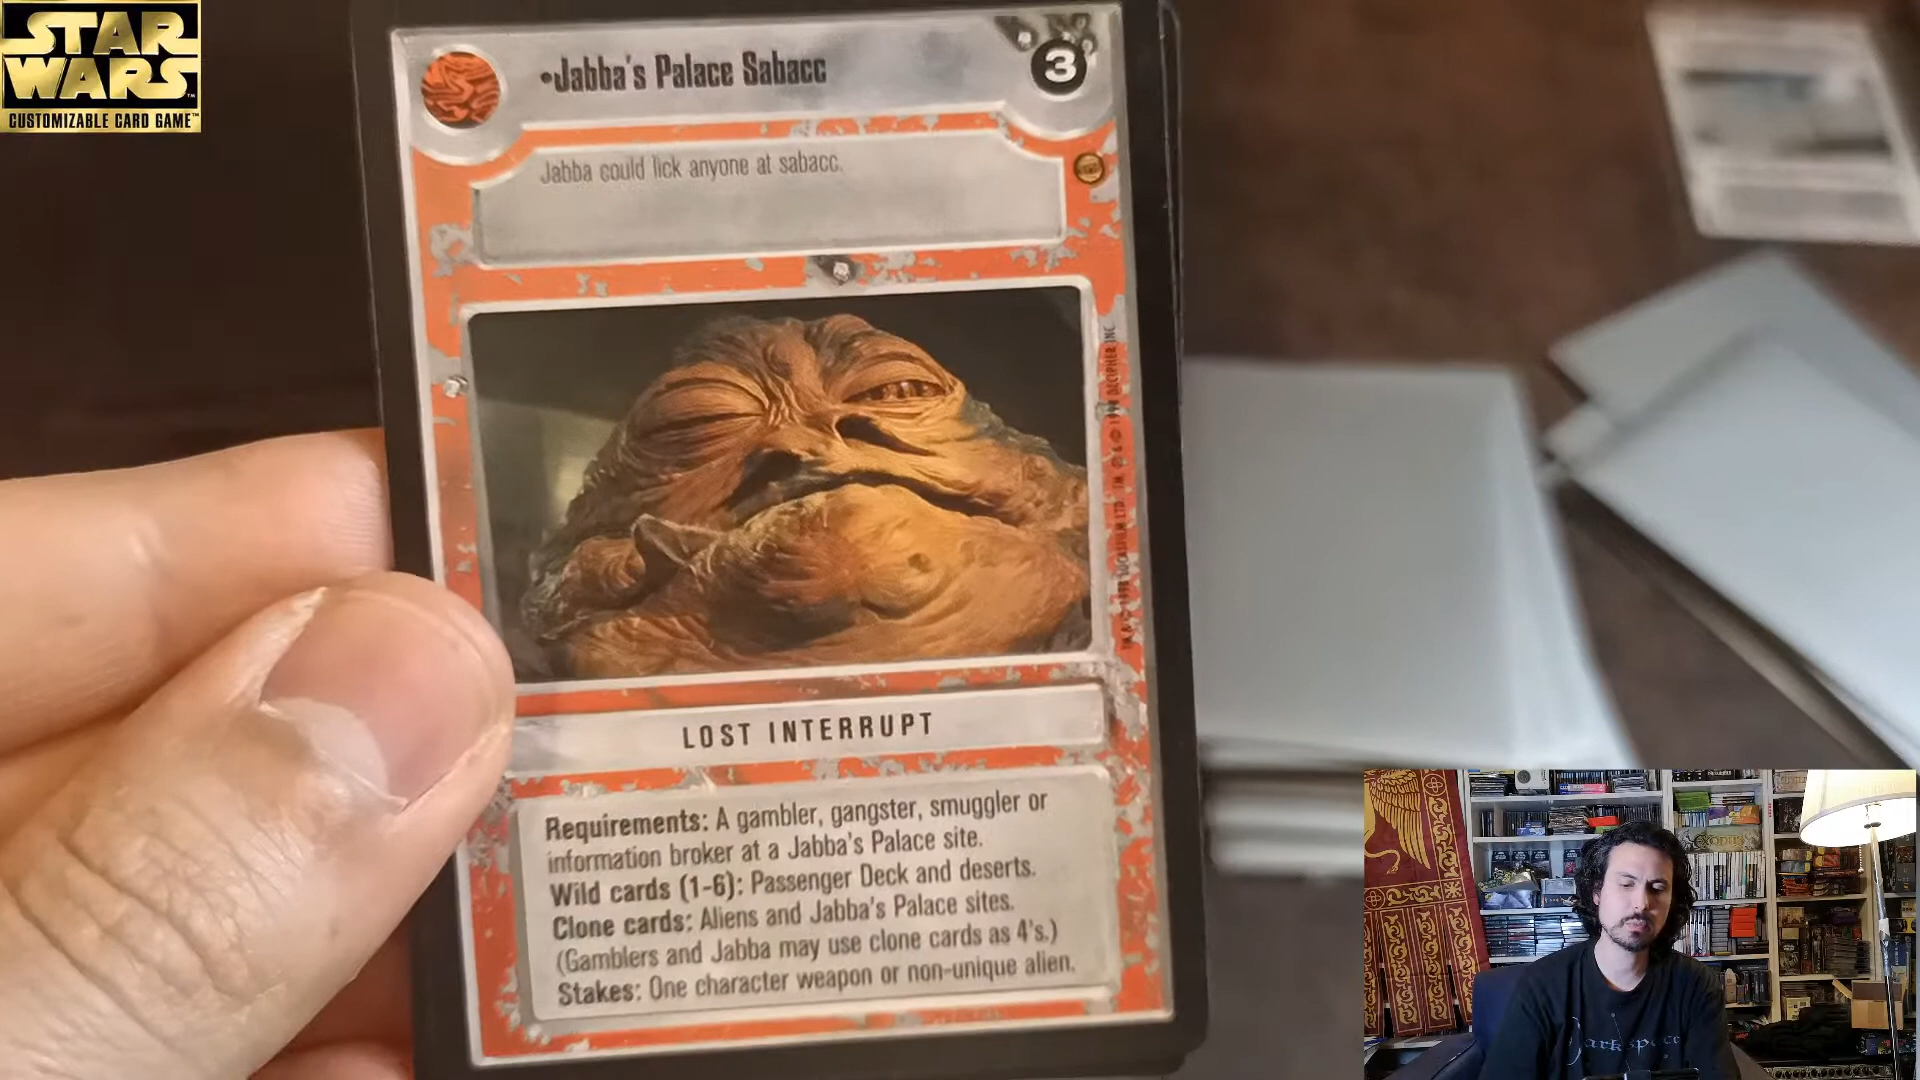 STAR
WARS
CUSTOMIZABLE CARD GAME™
•Jabba's Palace Sabacc
3
Jabba could lick anyone at sabacc.
LOST INTERRUPT
Requirements: A gambler, gangster, smuggler or
information broker at a Jabba's Palace site.
Wild cards (1-6): Passenger Deck and deserts.
Clone cards: Aliens and Jabba's Palace sites.
(Gamblers and Jabba may use clone cards as 4's.)
Stakes: One character weapon or non-unique alien.